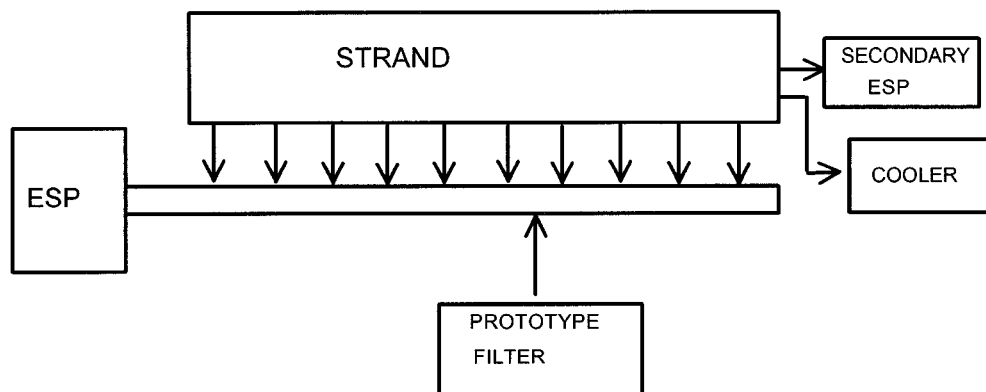 STRAND
SECONDARY
ESP
ESP
COOLER
PROTOTYPE
FILTER